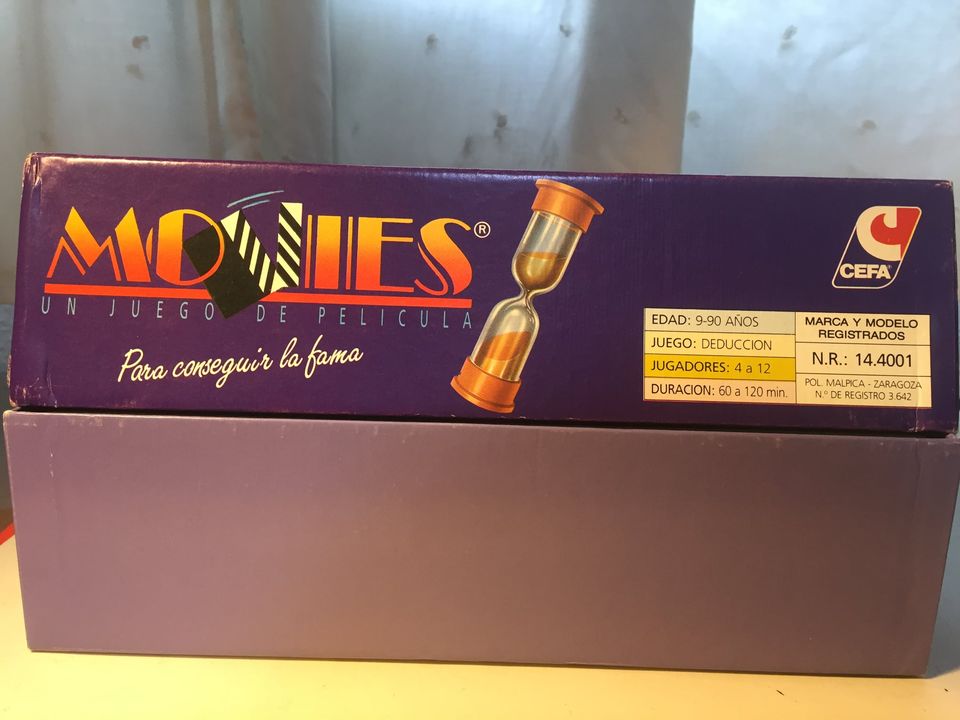 MOVIES®
UN JUEGO DE PELICULA
Para conseguir la fama
CEFA®
EDAD: 9-90 AÑOS
JUEGO: DEDUCCION
JUGADORES: 4 a 12
DURACION: 60 a 120 min.
MARCA Y MODELO
REGISTRADOS
N.R.: 14.4001
POL. MALPICA - ZARAGOZA
N.º DE REGISTRO 3.642